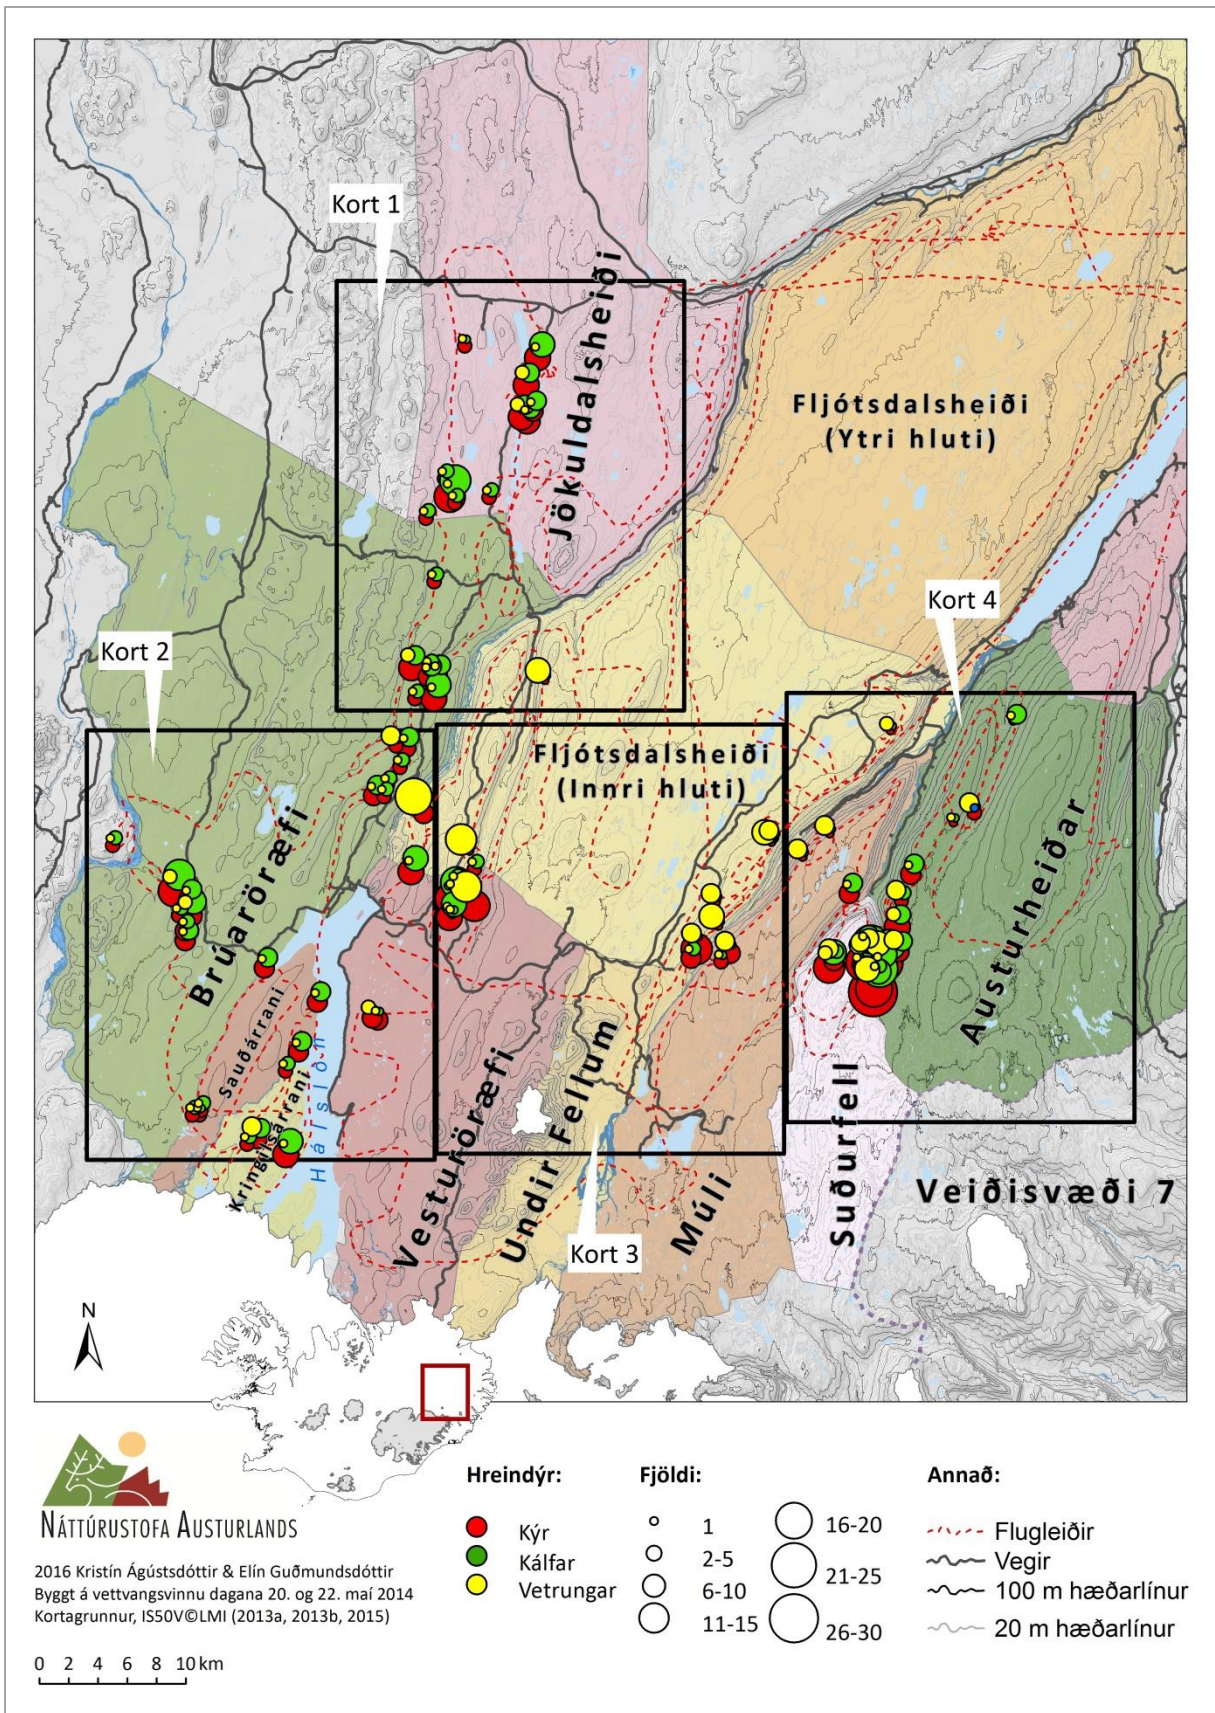 Kort 1
Jökuldalsheiði
Fljótsdalsheiði
(Ytri hluti)
Kort 4
Kort 2
Fljótsdalsheiði
(Innri hluti)
Brúaröræfi
Austurheiðar
Sauðárrani
Kringilsárrani
Hálslón
Vesturöræfi
Undir Fellum
Múli
Suðurfell
Veiðisvæði 7
Kort 3
N
NÁTTÚRUSTOFA AUSTURLANDS
2016 Kristín Ágústsdóttir & Elín Guðmundsdóttir
Byggt á vettvangsvinnu dagana 20. og 22. maí 2014
Kortagrunnur, IS50V©LMI (2013a, 2013b, 2015)
0 2 4 6 8 10 km
Hreindýr:
Kýr
Kálfar
Vetrungar
Fjöldi:
1
2-5
6-10
11-15
16-20
21-25
26-30
Annað:
Flugleiðir
Vegir
100 m hæðarlínur
20 m hæðarlínur